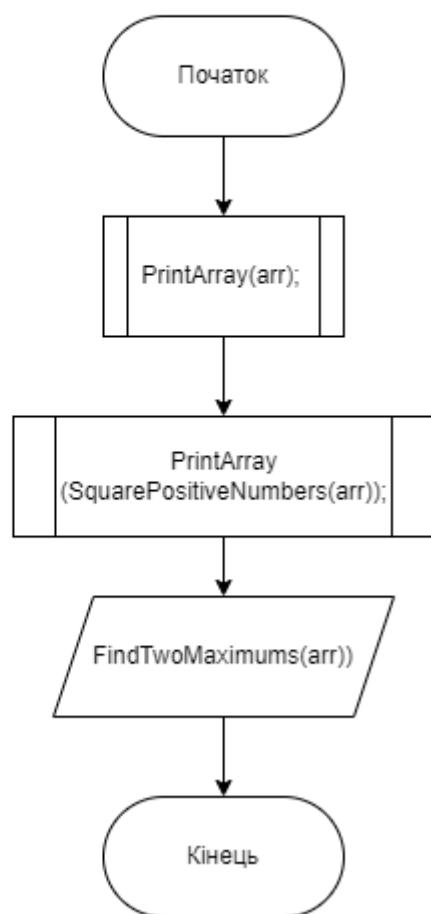 Початок
PrintArray(arr);
PrintArray
(SquarePositiveNumbers(arr));
FindTwoMaximums(arr))
Кінець